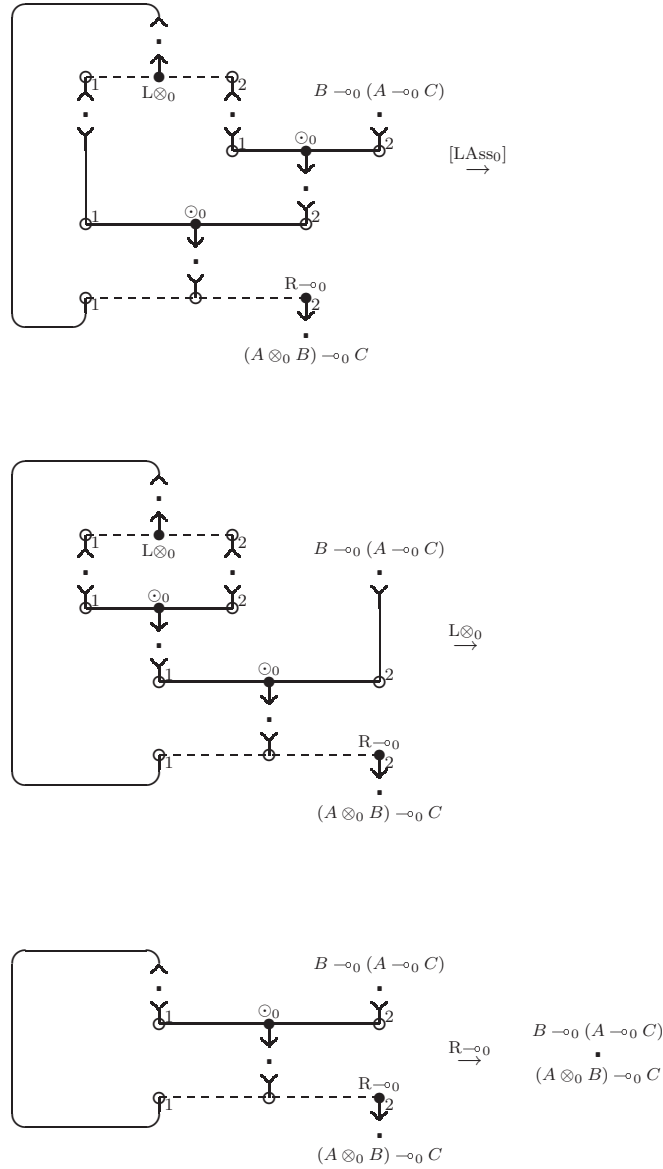 1 L⊗₀ 2 B ⊸₀ (A ⊸₀ C)
1 ⊙₀ 2 [LAss₀] →
1 ⊙₀ 2
1 R⊸₀ 2
(A ⊗₀ B) ⊸₀ C
1 L⊗₀ 2 B ⊸₀ (A ⊸₀ C)
1 ⊙₀ 2
L⊗₀ →
1 ⊙₀ 2
1 R⊸₀ 2
(A ⊗₀ B) ⊸₀ C
B ⊸₀ (A ⊸₀ C)
1 ⊙₀ 2
R⊸₀ →
B ⊸₀ (A ⊸₀ C)
(A ⊗₀ B) ⊸₀ C
1 R⊸₀ 2
(A ⊗₀ B) ⊸₀ C